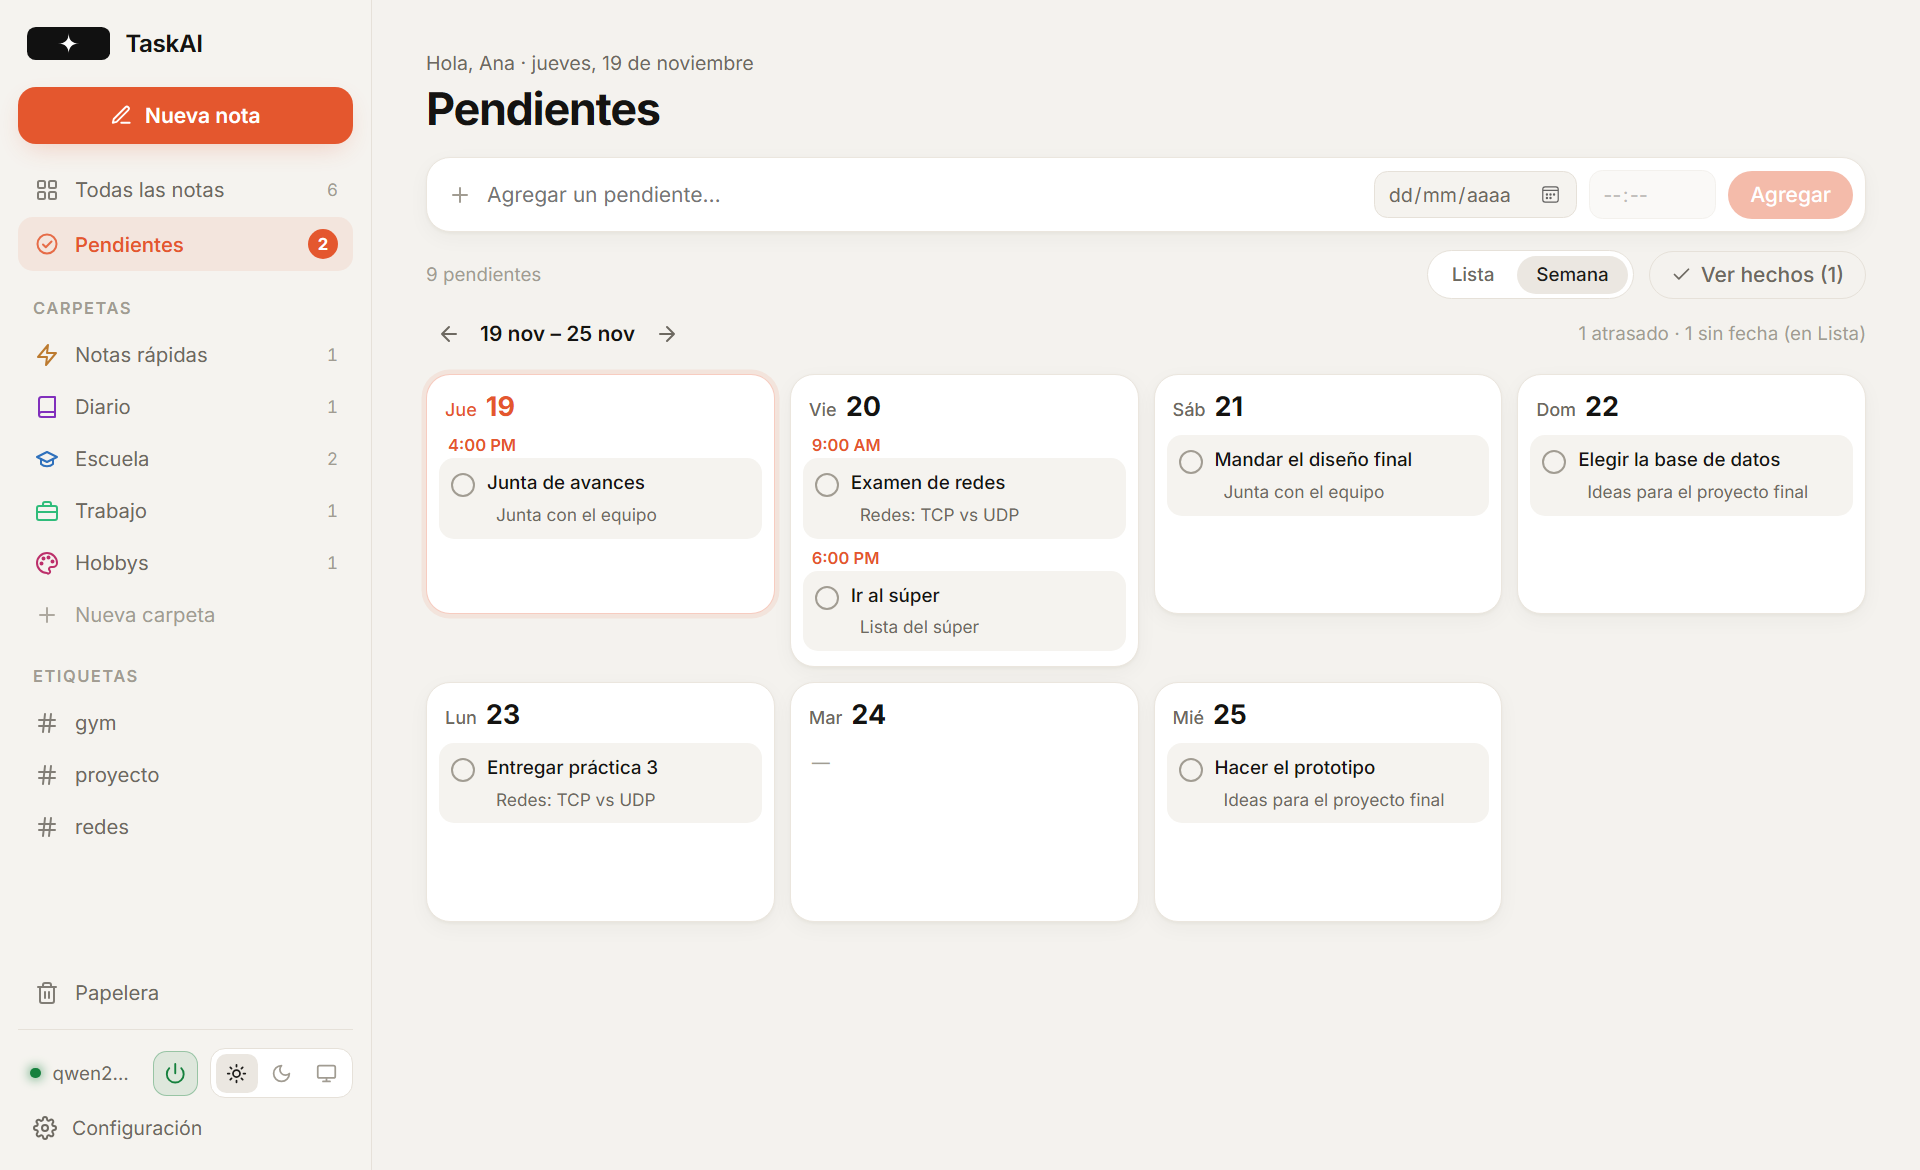 TaskAI
Nueva nota
Todas las notas 6
Pendientes 2
CARPETAS
Notas rápidas 1
Diario 1
Escuela 2
Trabajo 1
Hobbys 1
Nueva carpeta
ETIQUETAS
# gym
# proyecto
# redes
Papelera
qwen2...
Configuración
Hola, Ana · jueves, 19 de noviembre
Pendientes
Agregar un pendiente...
dd/mm/aaaa
--:--
Agregar
9 pendientes
Lista
Semana
Ver hechos (1)
19 nov – 25 nov
1 atrasado · 1 sin fecha (en Lista)
Jue 19
4:00 PM
Junta de avances
Junta con el equipo
Vie 20
9:00 AM
Examen de redes
Redes: TCP vs UDP
6:00 PM
Ir al súper
Lista del súper
Sáb 21
Mandar el diseño final
Junta con el equipo
Dom 22
Elegir la base de datos
Ideas para el proyecto final
Lun 23
Entregar práctica 3
Redes: TCP vs UDP
Mar 24
—
Mié 25
Hacer el prototipo
Ideas para el proyecto final